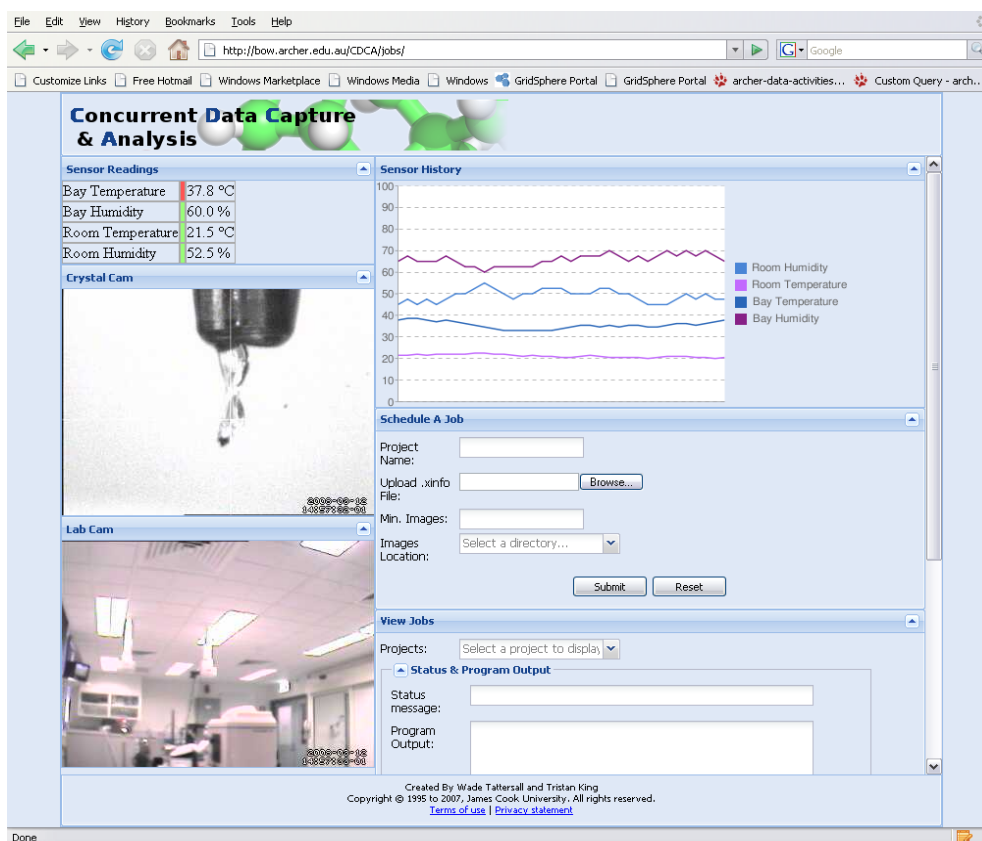 File Edit View History Bookmarks Tools Help
http://bow.archer.edu.au/CDCA/jobs/
Google
Customize Links Free Hotmail Windows Marketplace Windows Media Windows GridSphere Portal GridSphere Portal archer-data-activities... Custom Query - arch...
Concurrent Data Capture
& Analysis
Sensor Readings
Bay Temperature 37.8 °C
Bay Humidity 60.0 %
Room Temperature 21.5 °C
Room Humidity 52.5 %
Crystal Cam
Lab Cam
Sensor History
100
90
80
70
60
50
40
30
20
10
0
Room Humidity
Room Temperature
Bay Temperature
Bay Humidity
Schedule A Job
Project
Name:
Upload .xinfo
File:
Browse...
Min. Images:
Images
Location:
Select a directory...
Submit Reset
View Jobs
Projects: Select a project to display
Status & Program Output
Status
message:
Program
Output:
Created By Wade Tattersall and Tristan King
Copyright © 1995 to 2007, James Cook University. All rights reserved.
Terms of use | Privacy statement
Done